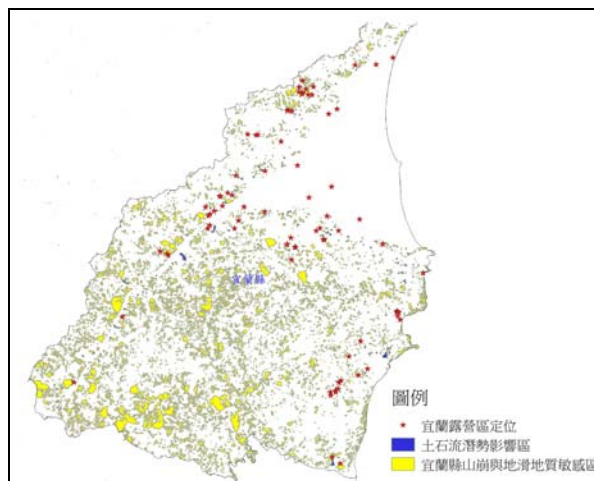 宜蘭縣
圖例
宜蘭露營區定位
土石流潛勢影響區
宜蘭縣山崩與地滑地質敏感區